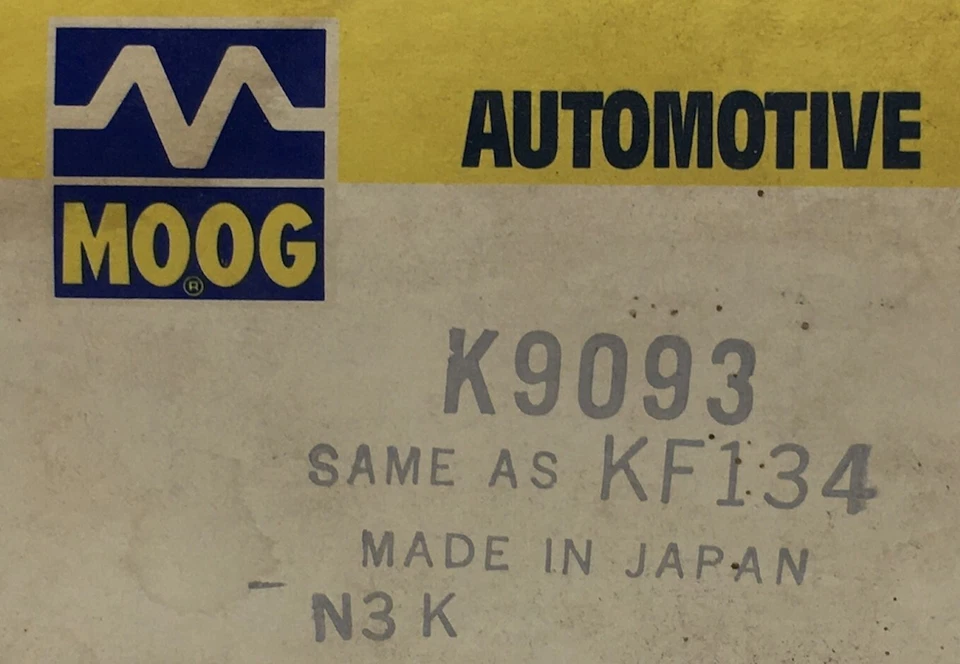 AUTOMOTIVE
MOOG®
K9093
SAME AS KF134
MADE IN JAPAN
N3K